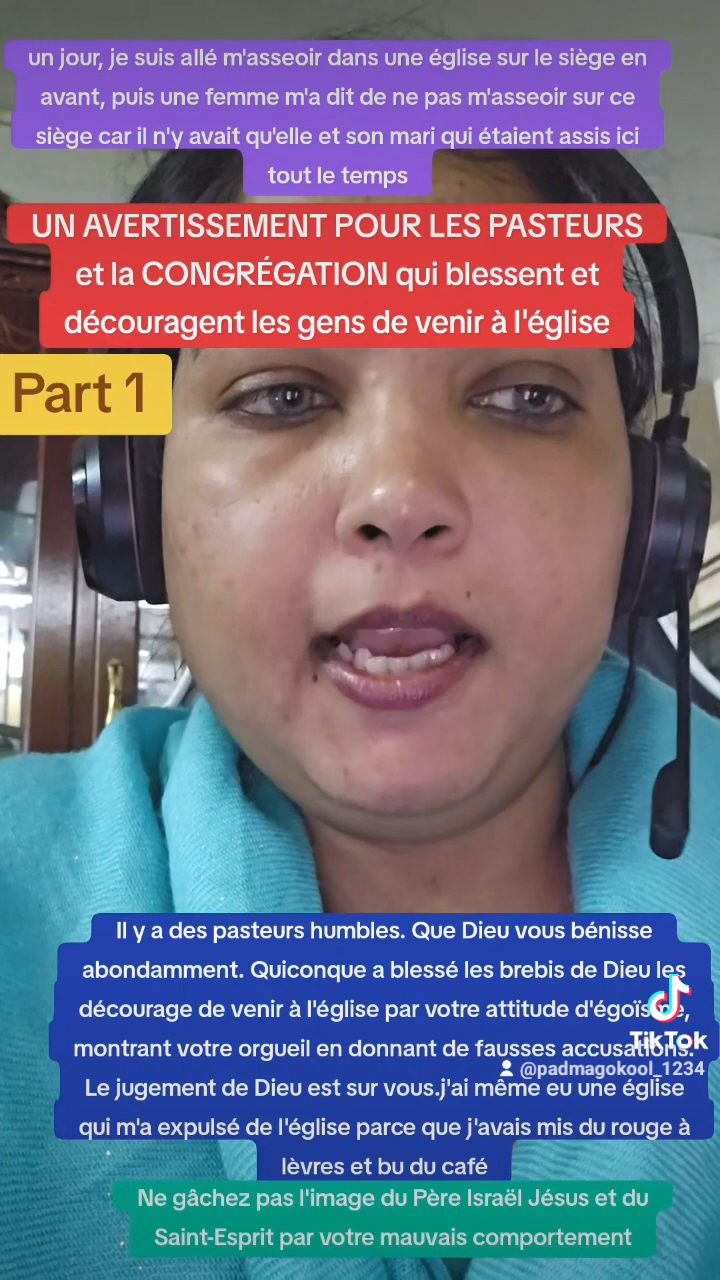 un jour, je suis allé m'asseoir dans une église sur le siège en
avant, puis une femme m'a dit de ne pas m'asseoir sur ce
siège car il n'y avait qu'elle et son mari qui étaient assis ici
tout le temps
UN AVERTISSEMENT POUR LES PASTEURS
et la CONGRÉGATION qui blessent et
découragent les gens de venir à l'église
Part 1
Il y a des pasteurs humbles. Que Dieu vous bénisse
abondamment. Quiconque a blessé les brebis de Dieu les
décourage de venir à l'église par votre attitude d'égoïsme,
montrant votre orgueil en donnant de fausses accusations.
Le jugement de Dieu est sur vous.j'ai même eu une église
qui m'a expulsé de l'église parce que j'avais mis du rouge à
lèvres et bu du café
TikTok
@padmagokool_1234
Ne gâchez pas l'image du Père Israël Jésus et du
Saint-Esprit par votre mauvais comportement